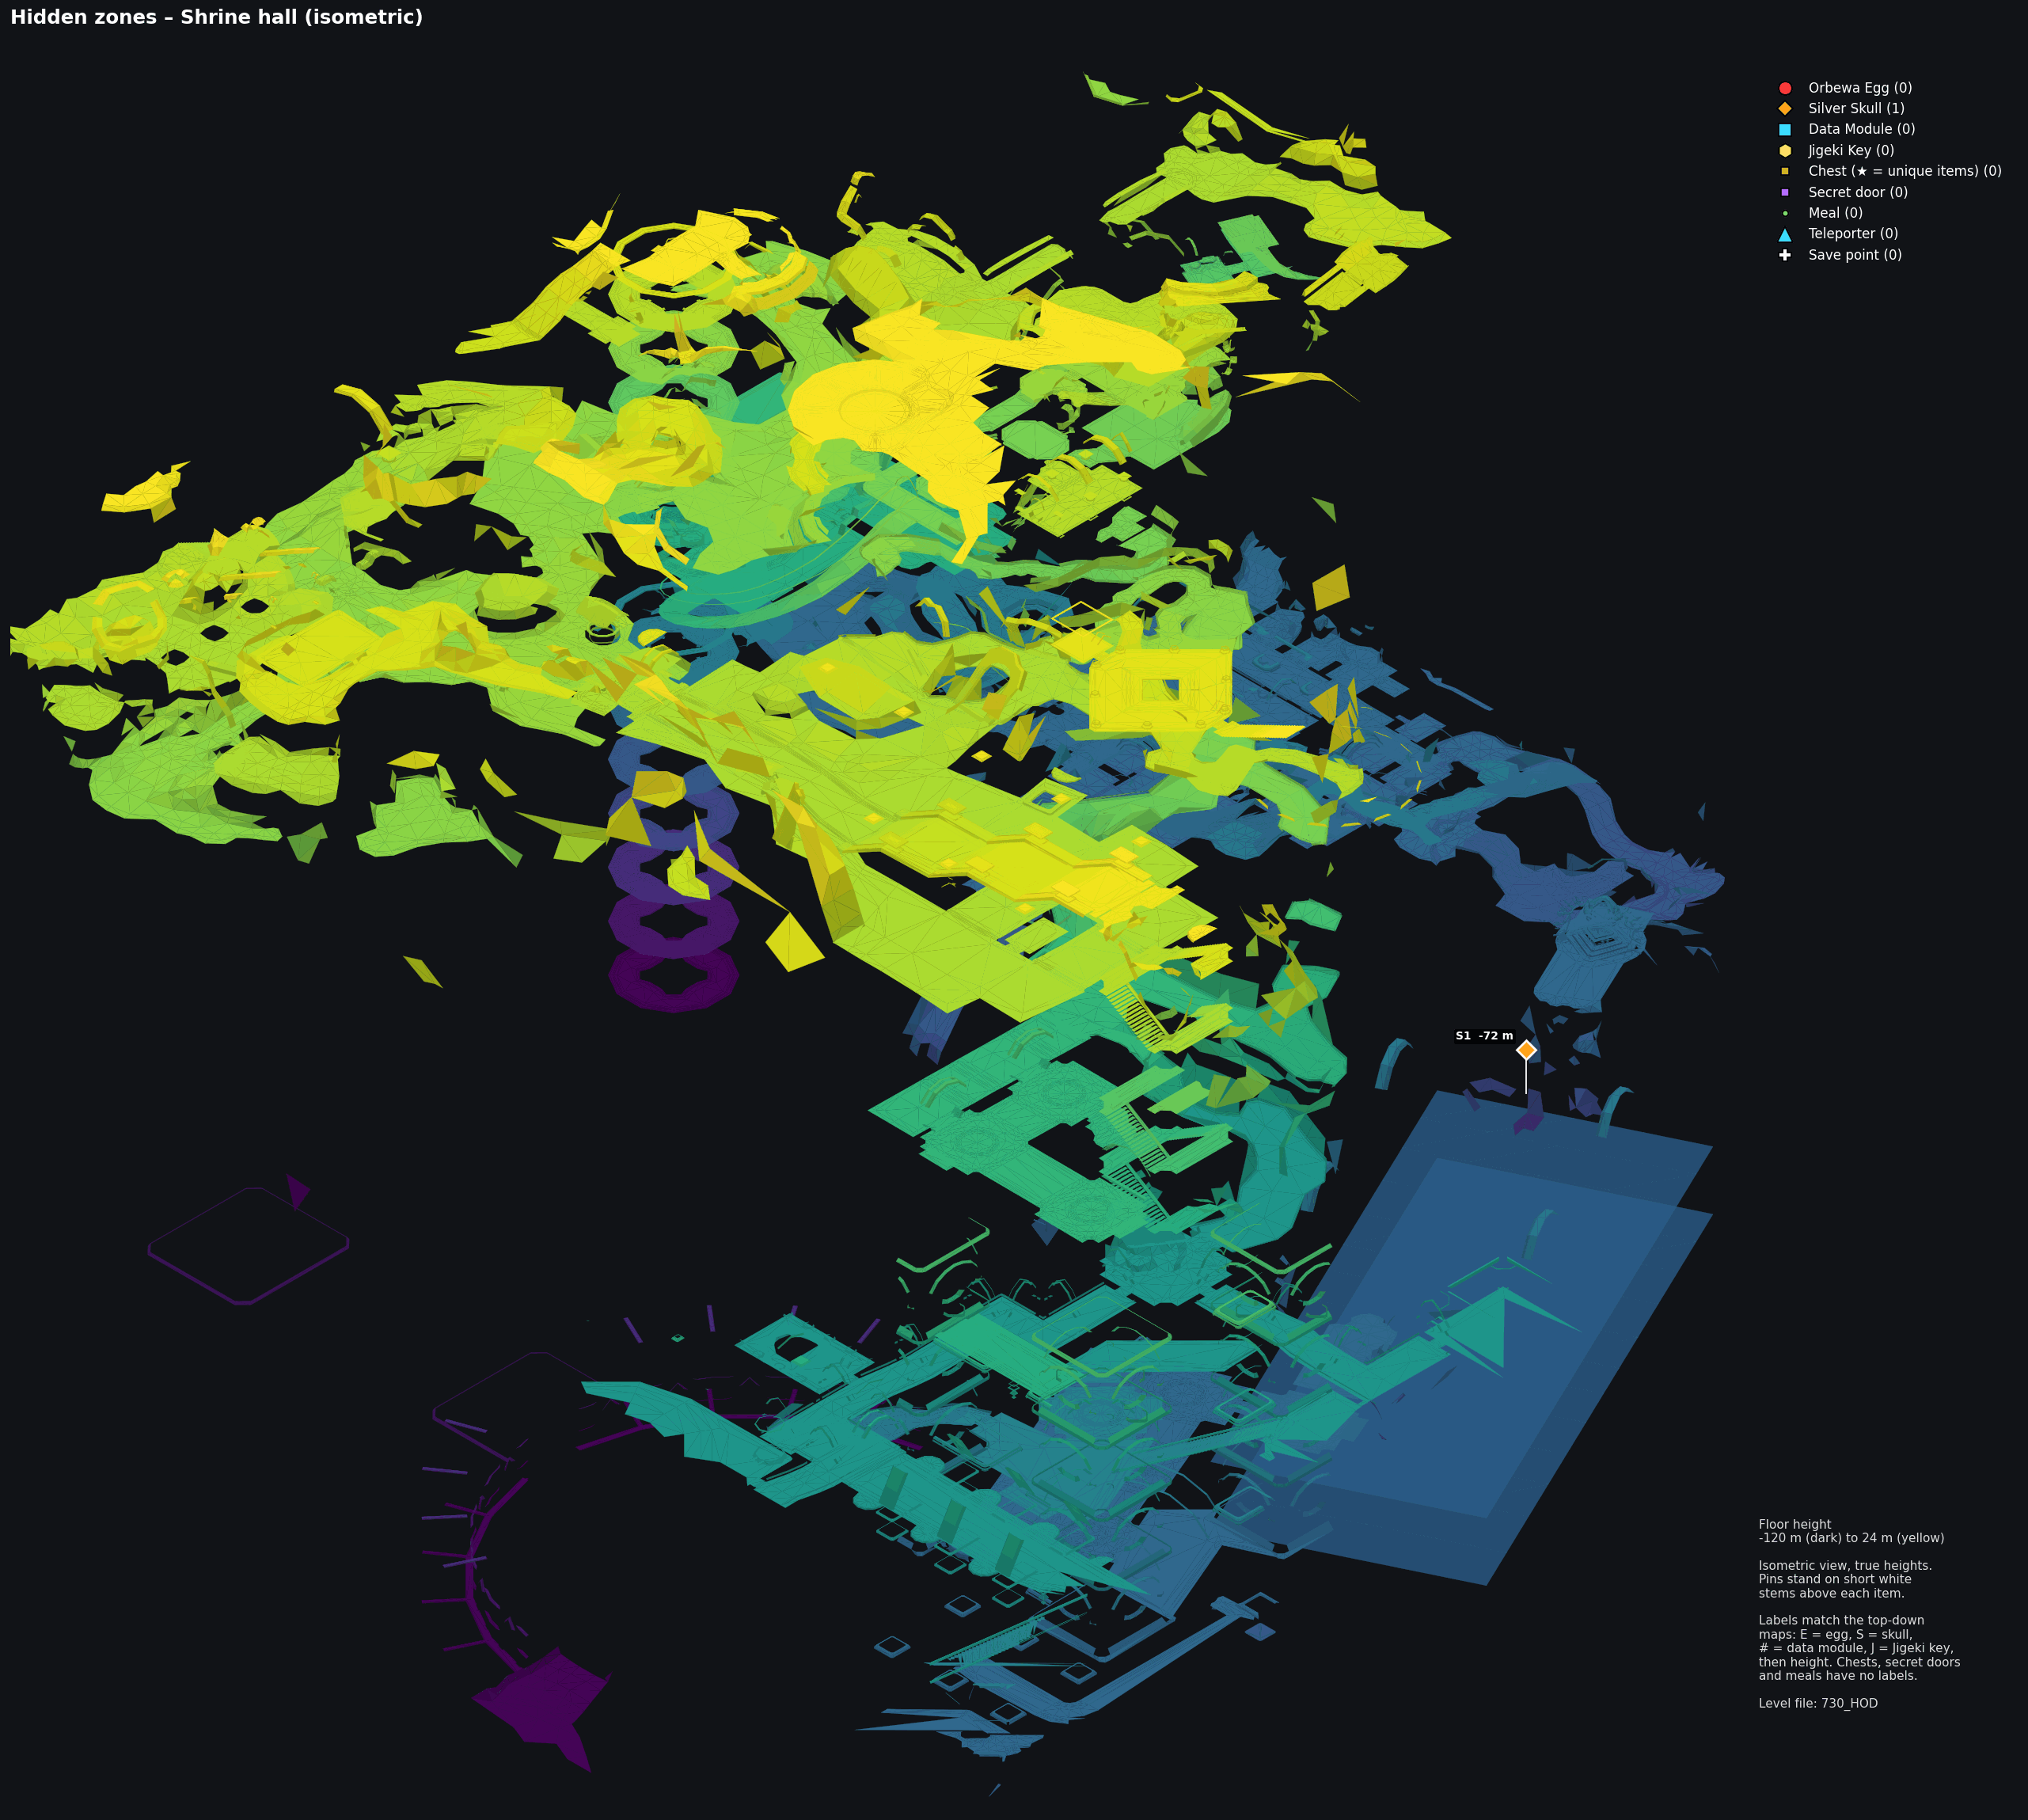 Hidden zones – Shrine hall (isometric)
Orbewa Egg (0)
Silver Skull (1)
Data Module (0)
Jigeki Key (0)
Chest (★ = unique items) (0)
Secret door (0)
Meal (0)
Teleporter (0)
Save point (0)
S1 -72 m
Floor height
-120 m (dark) to 24 m (yellow)
Isometric view, true heights.
Pins stand on short white
stems above each item.
Labels match the top-down
maps: E = egg, S = skull,
# = data module, J = Jigeki key,
then height. Chests, secret doors
and meals have no labels.
Level file: 730_HOD